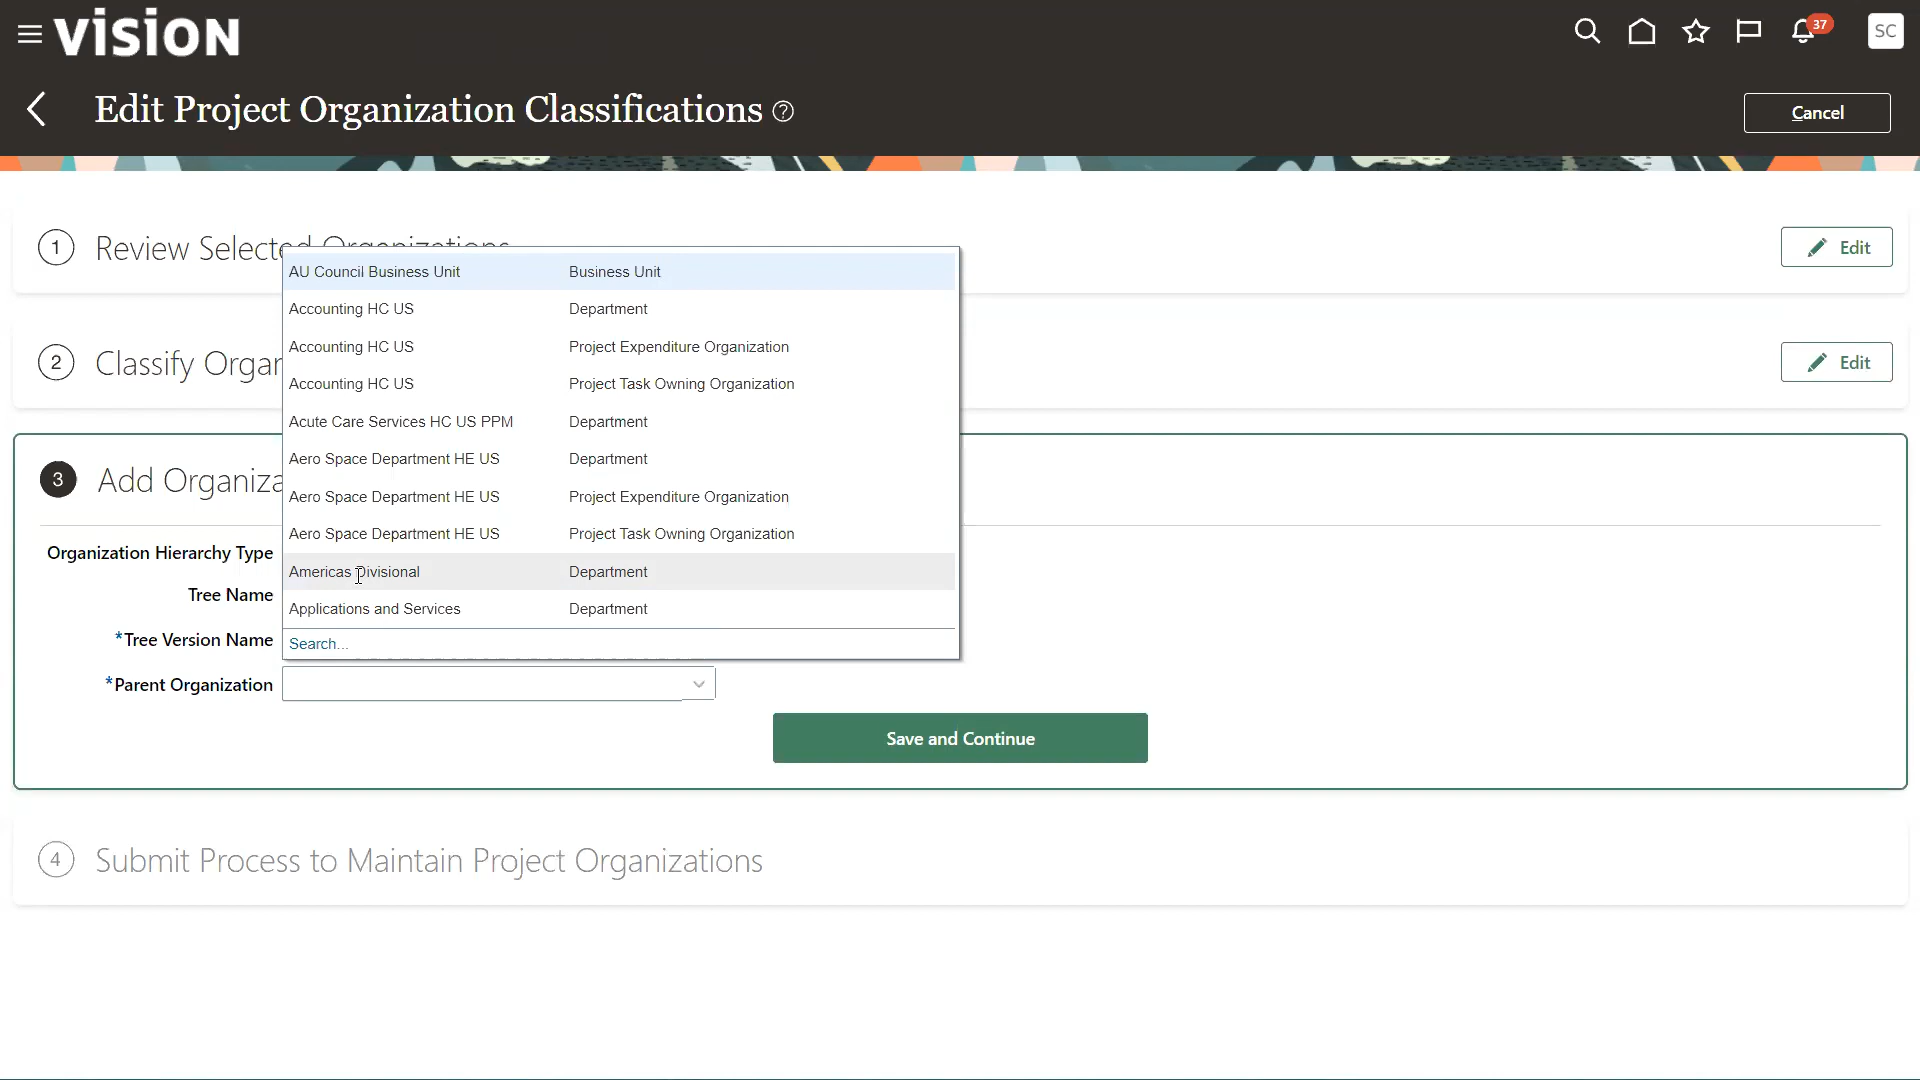 VISION
37
SC
Edit Project Organization Classifications ?
Cancel
1 Review Selected Organizations
Edit
AU Council Business Unit Business Unit
Accounting HC US Department
Accounting HC US Project Expenditure Organization
2 Classify Organ
Edit
Accounting HC US Project Task Owning Organization
Acute Care Services HC US PPM Department
Aero Space Department HE US Department
3 Add Organiza
Aero Space Department HE US Project Expenditure Organization
Aero Space Department HE US Project Task Owning Organization
Organization Hierarchy Type
Americas Divisional Department
Tree Name
Applications and Services Department
*Tree Version Name
Search...
*Parent Organization
Save and Continue
4 Submit Process to Maintain Project Organizations